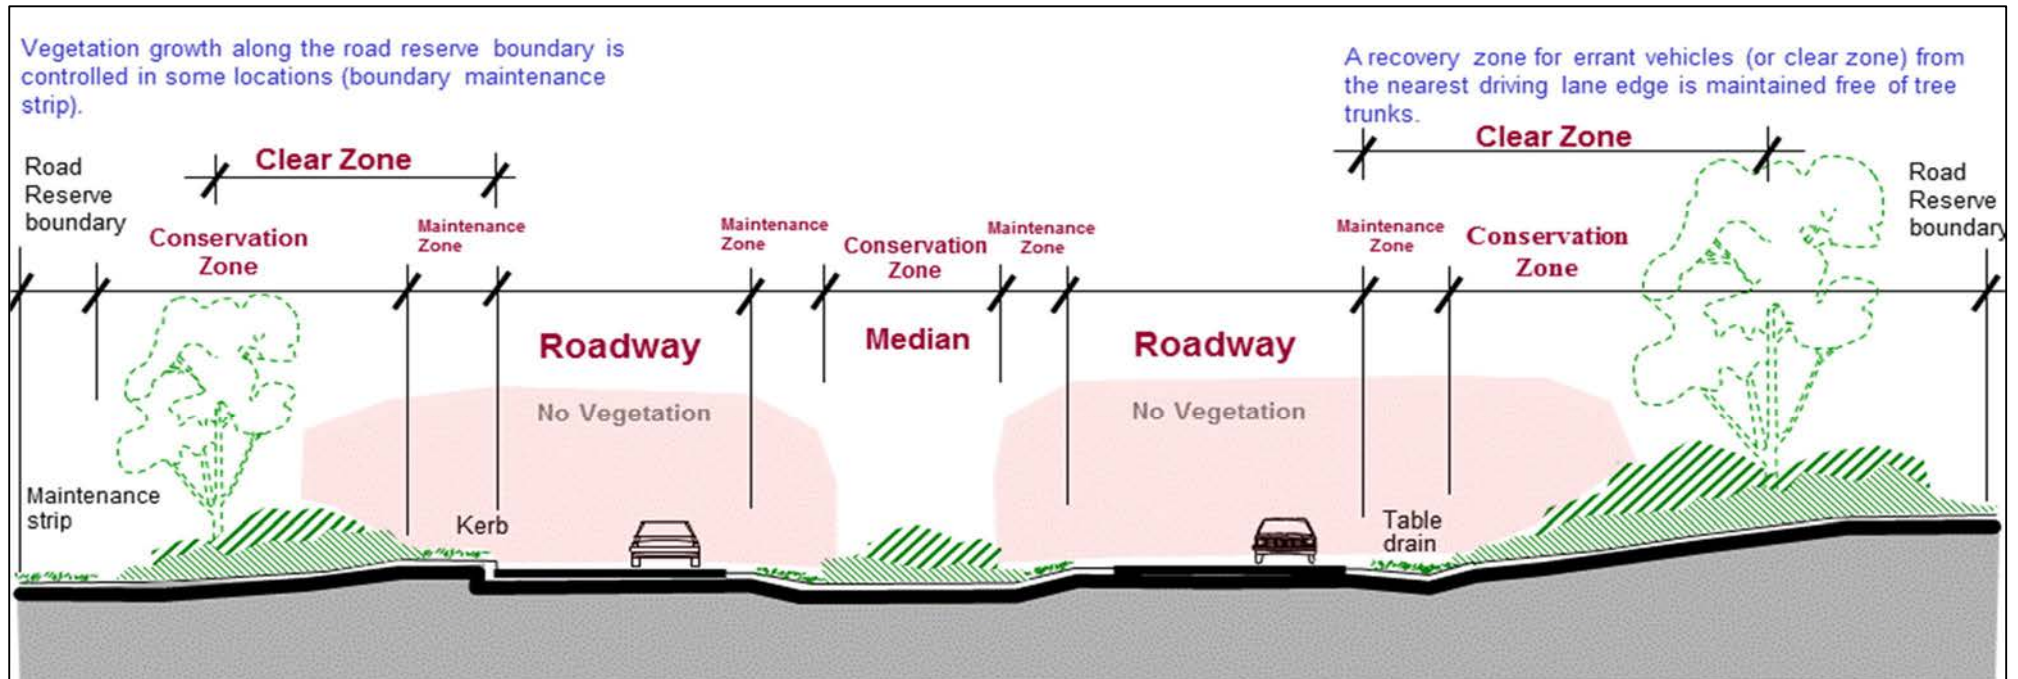 Vegetation growth along the road reserve boundary is
controlled in some locations (boundary maintenance
strip).
A recovery zone for errant vehicles (or clear zone) from
the nearest driving lane edge is maintained free of tree
trunks.
Clear Zone
Clear Zone
Road
Reserve
boundary
Road
Reserve
boundary
Conservation
Zone
Maintenance
Zone
Maintenance
Zone
Conservation
Zone
Maintenance
Zone
Maintenance
Zone
Conservation
Zone
Roadway
Median
Roadway
No Vegetation
No Vegetation
Maintenance
strip
Kerb
Table
drain